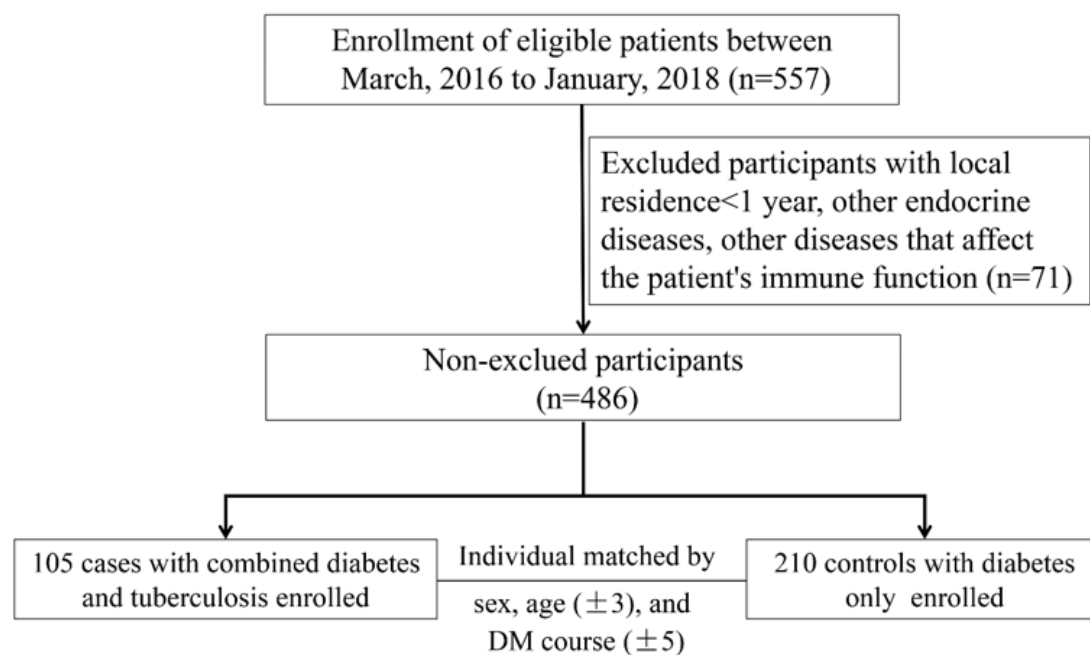 Enrollment of eligible patients between
March, 2016 to January, 2018 (n=557)
Excluded participants with local
residence<1 year, other endocrine
diseases, other diseases that affect
the patient's immune function (n=71)
Non-exclued participants
(n=486)
105 cases with combined diabetes
and tuberculosis enrolled
Individual matched by
sex, age (±3), and
DM course (±5)
210 controls with diabetes
only enrolled